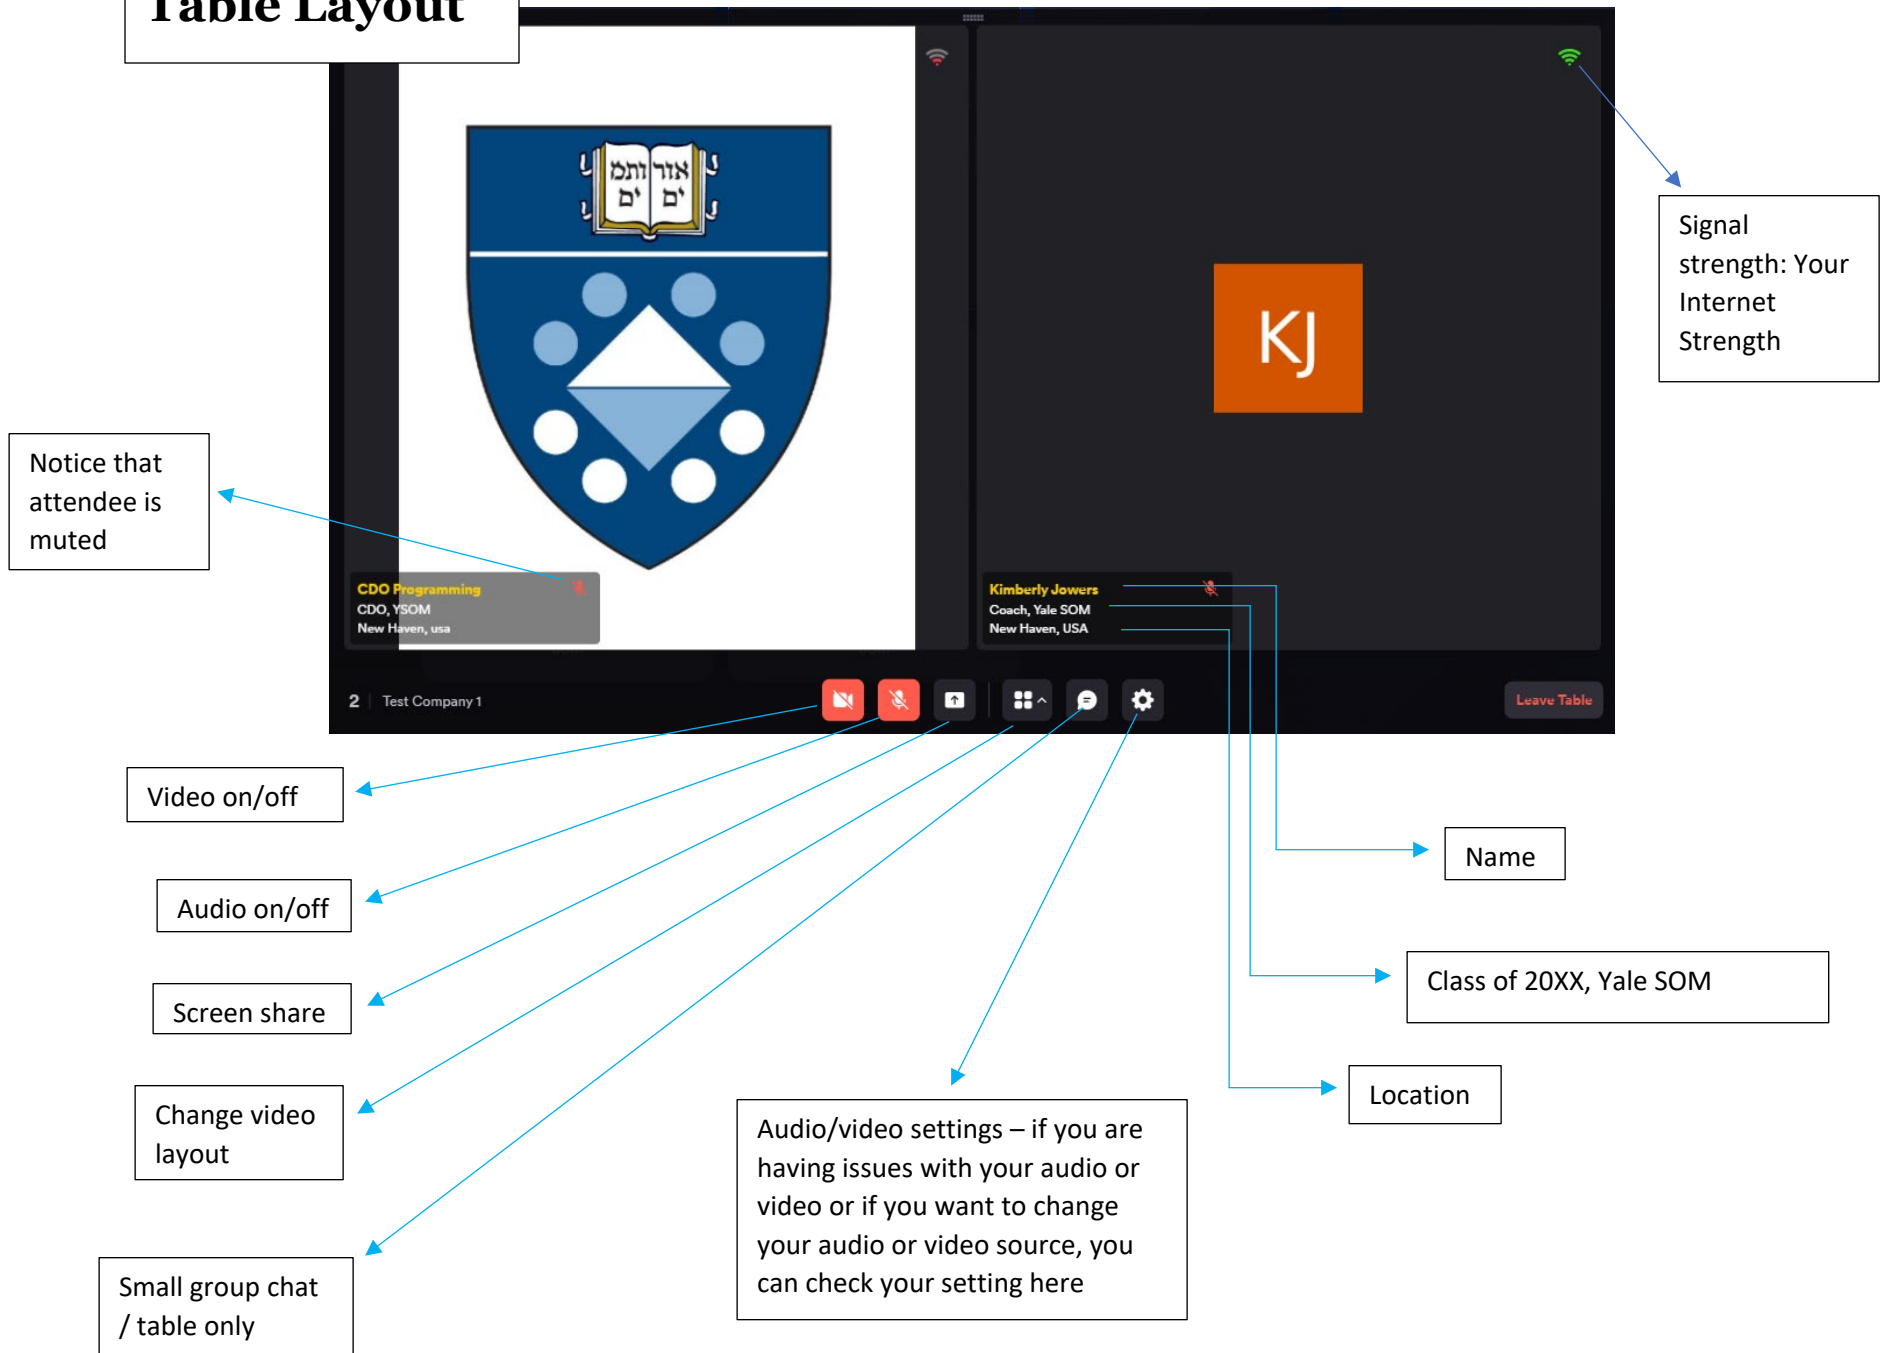 Table Layout
אור ותמ
ים ים
KJ
Signal
strength: Your
Internet
Strength
Notice that
attendee is
muted
CDO Programming
CDO, YSOM
New Haven, usa
Kimberly Jowers
Coach, Yale SOM
New Haven, USA
2 Test Company 1
Leave Table
Video on/off
Name
Audio on/off
Class of 20XX, Yale SOM
Screen share
Location
Change video
layout
Audio/video settings – if you are
having issues with your audio or
video or if you want to change
your audio or video source, you
can check your setting here
Small group chat
/ table only